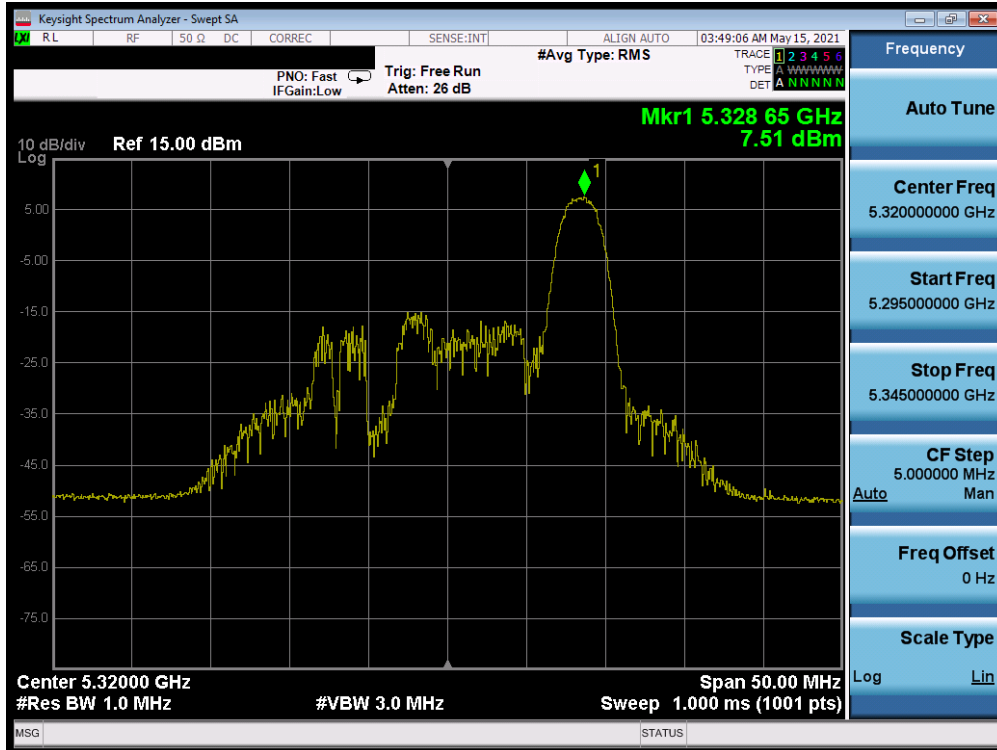 Keysight Spectrum Analyzer - Swept SA
LXI RL RF 50 Ω DC CORREC SENSE:INT ALIGN AUTO 03:49:06 AM May 15, 2021
PNO: Fast
IFGain:Low
Trig: Free Run
Atten: 26 dB
#Avg Type: RMS
TRACE 1 2 3 4 5 6
TYPE A WWWWWW
DET A N N N N N
Mkr1 5.328 65 GHz
7.51 dBm
10 dB/div Ref 15.00 dBm
Log
1
5.00
-5.00
-15.0
-25.0
-35.0
-45.0
-55.0
-65.0
-75.0
Center 5.32000 GHz
Span 50.00 MHz
#Res BW 1.0 MHz
#VBW 3.0 MHz
Sweep 1.000 ms (1001 pts)
MSG
STATUS
Frequency
Auto Tune
Center Freq
5.320000000 GHz
Start Freq
5.295000000 GHz
Stop Freq
5.345000000 GHz
CF Step
5.000000 MHz
Auto Man
Freq Offset
0 Hz
Scale Type
Log Lin